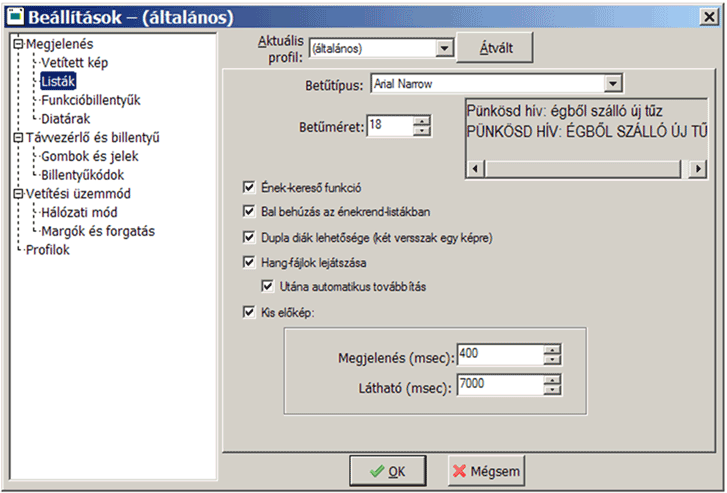 Beállítások – (általános)
Megjelenés
Vetített kép
Listák
Funkcióbillentyűk
Diatárak
Távvezérlő és billentyű
Gombok és jelek
Billentyűkódok
Vetítési üzemmód
Hálózati mód
Margók és forgatás
Profilok
Aktuális
profil:
(általános)
Átvált
Betűtípus: Arial Narrow
Betűméret: 18
Pünkösd hív: égből szálló új tűz
PÜNKÖSD HÍV: ÉGBŐL SZÁLLÓ ÚJ TŰ
Ének-kereső funkció
Bal behúzás az énekrend-listákban
Dupla diák lehetősége (két versszak egy képre)
Hang-fájlok lejátszása
Utána automatikus továbbítás
Kis előkép:
Megjelenés (msec): 400
Látható (msec): 7000
OK
Mégsem